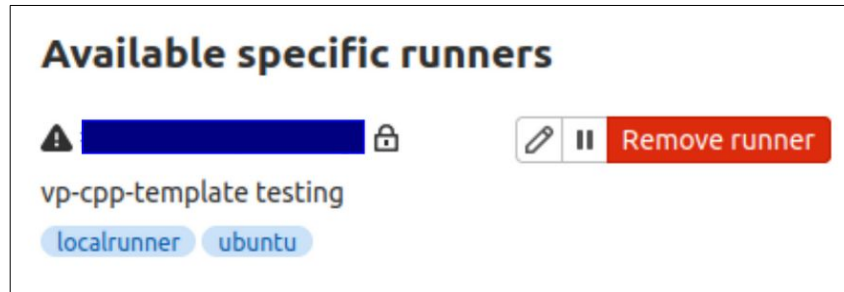 Available specific runners
Remove runner
vp-cpp-template testing
localrunner ubuntu